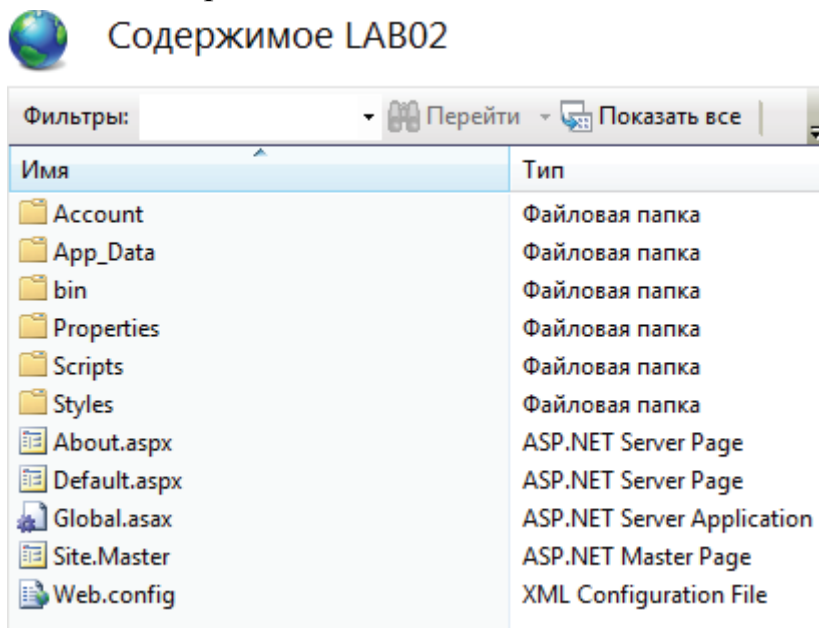 Содержимое LAB02
Фильтры: Перейти Показать все
Имя Тип
Account Файловая папка
App_Data Файловая папка
bin Файловая папка
Properties Файловая папка
Scripts Файловая папка
Styles Файловая папка
About.aspx ASP.NET Server Page
Default.aspx ASP.NET Server Page
Global.asax ASP.NET Server Application
Site.Master ASP.NET Master Page
Web.config XML Configuration File